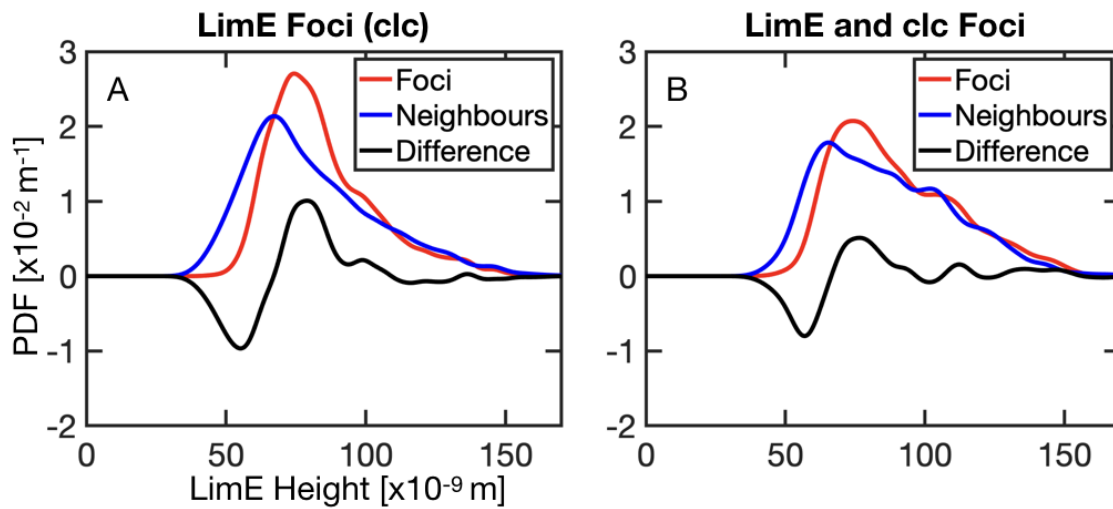 LimE Foci (clc)
LimE and clc Foci
PDF [x10⁻² m⁻¹]
3
2
1
0
-1
-2
A
Foci
Neighbours
Difference
0
50
100
150
LimE Height [x10⁻⁹ m]
3
2
1
0
-1
-2
B
Foci
Neighbours
Difference
0
50
100
150